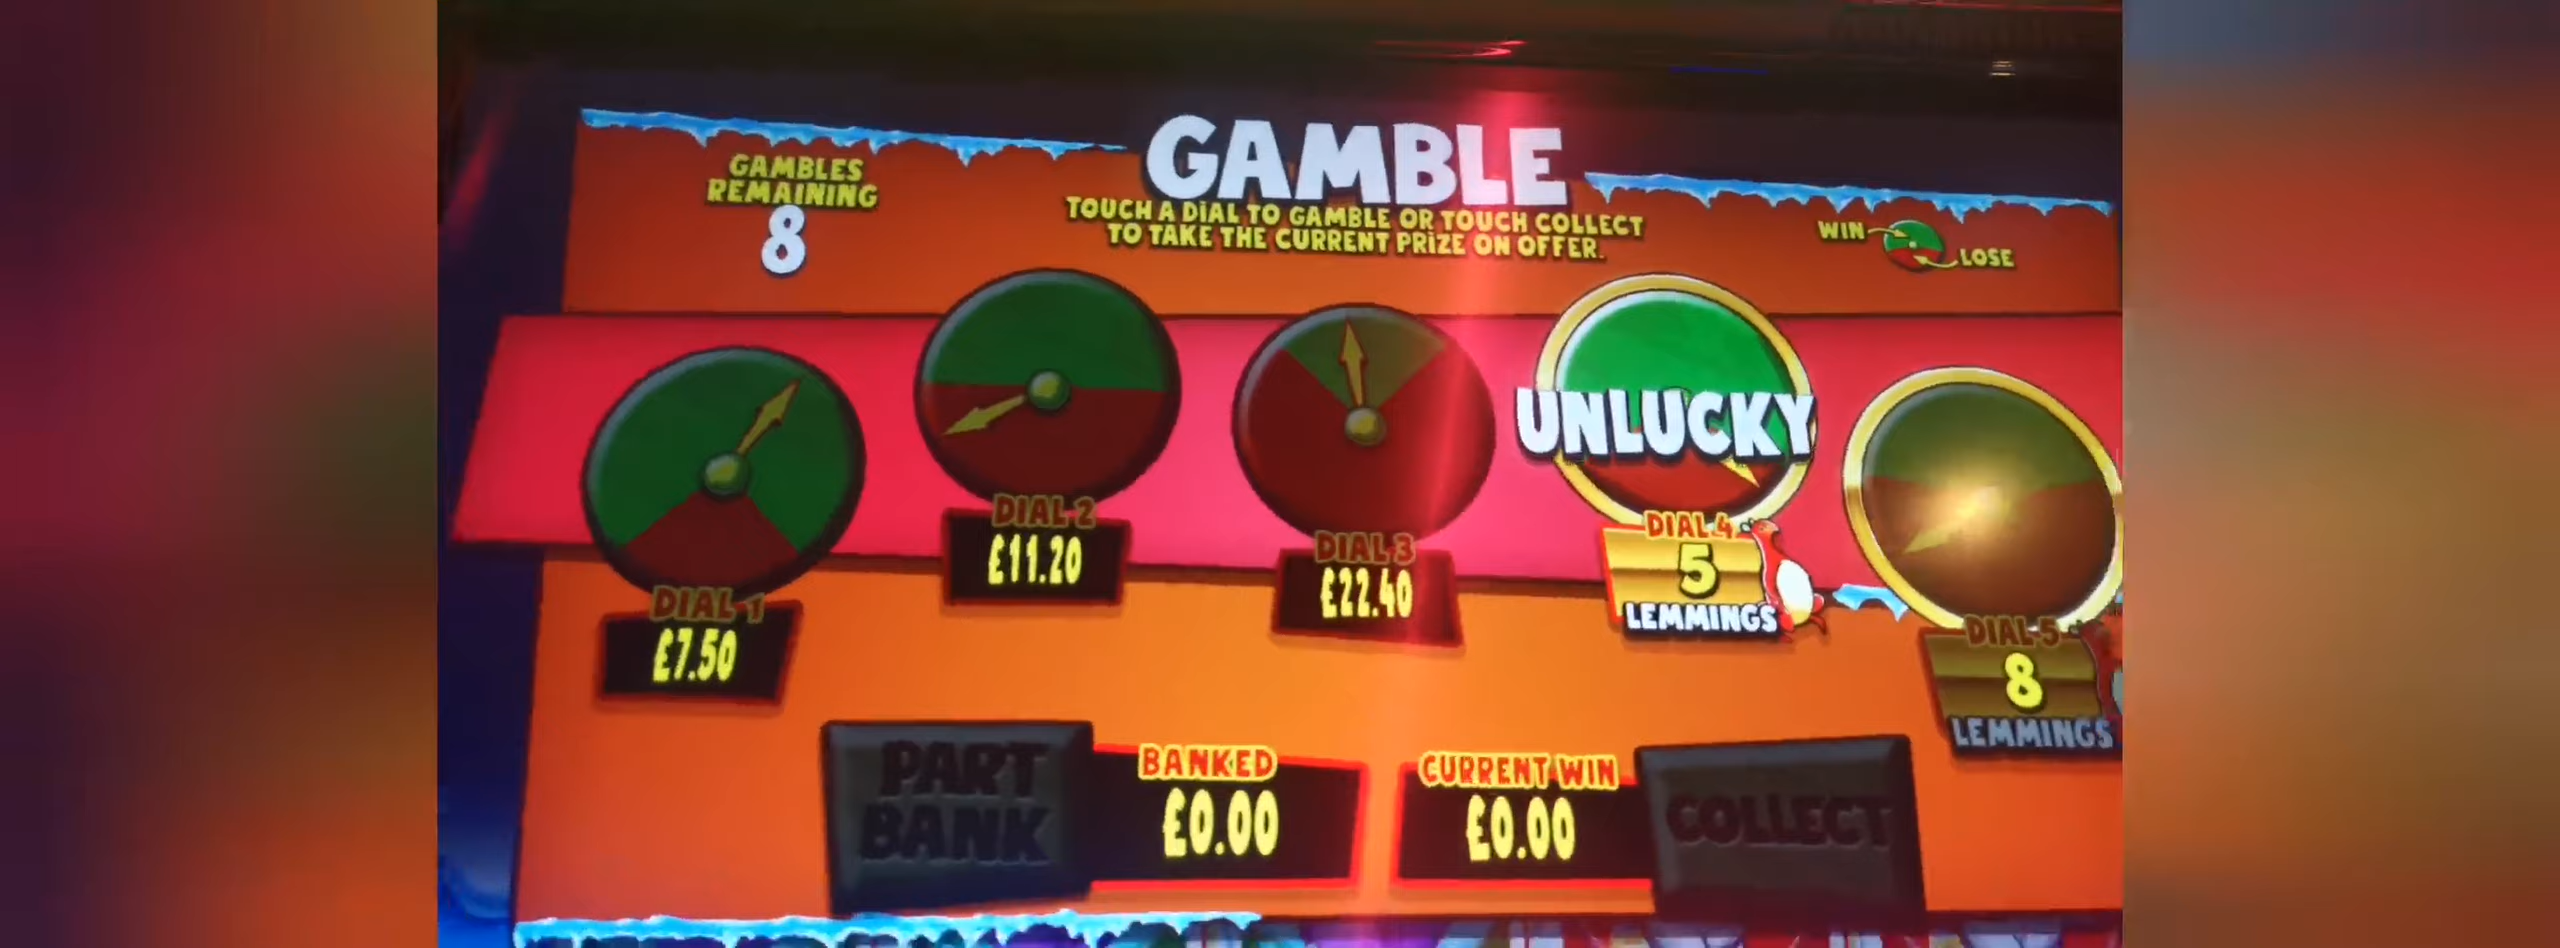 GAMBLE
GAMBLES
REMAINING
8
TOUCH A DIAL TO GAMBLE OR TOUCH COLLECT
TO TAKE THE CURRENT PRIZE ON OFFER.
WIN
LOSE
UNLUCKY
DIAL 1
£7.50
DIAL 2
£11.20
DIAL 3
£22.40
DIAL 4
5
LEMMINGS
DIAL 5
8
LEMMINGS
PART
BANK
BANKED
£0.00
CURRENT WIN
£0.00
COLLECT